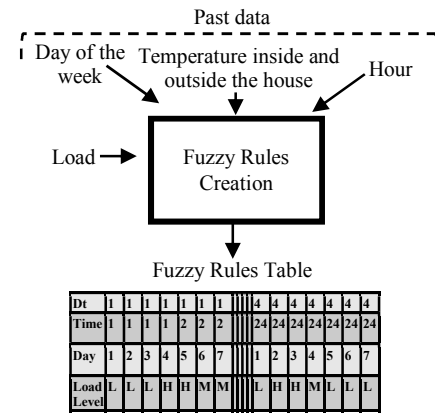 Past data
Day of the
week
Temperature inside and
outside the house
Hour
Load
Fuzzy Rules
Creation
Fuzzy Rules Table
Dt 1 1 1 1 1 1 1 4 4 4 4 4 4 4
Time 1 1 1 1 2 2 2 24 24 24 24 24 24 24
Day 1 2 3 4 5 6 7 1 2 3 4 5 6 7
Load
Level L L L H H M M L H H M L L L